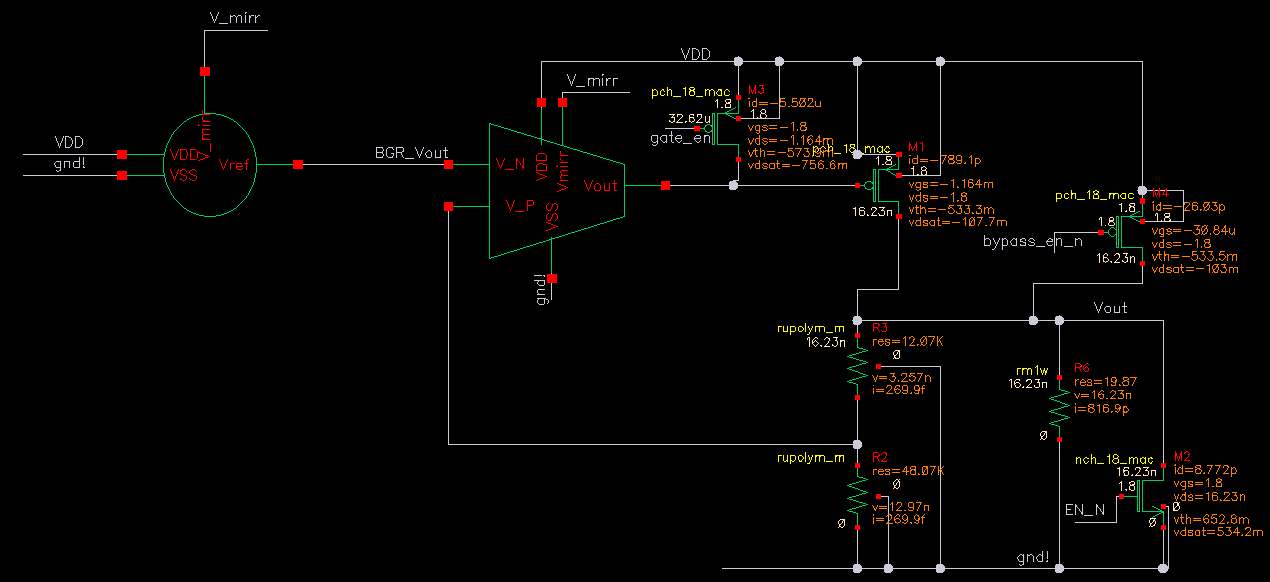 V_mirr
VDD
gnd!
VDD
VSS
V_mirr
Vref
BGR_Vout
V_N
V_P
VDD
Vmirr
VSS
Vout
gnd!
V_mirr
VDD
pch_18_mac
M3
1.8
id=-5.502u
1.8
32.62u
gate_en
vgs=-1.8
vds=-1.164m
vdsat=-756.6m
pch_18_mac
M1
1.8
id=-789.1p
1.8
vgs=-1.164m
vds=-1.8
16.23n
vth=-533.3m
vdsat=-107.7m
pch_18_mac
M4
1.8
id=-26.03p
1.8
1.8
bypass_en_n
vgs=-30.84u
vds=-1.8
16.23n
vth=-533.5m
vdsat=-103m
Vout
rupolym_m
R3
16.23n
res=12.07K
0
v=3.257n
i=269.9f
rm1w
R6
16.23n
res=19.87
v=16.23n
i=816.9p
0
rupolym_m
R2
res=48.07K
0
v=12.97n
i=269.9f
0
nch_18_mac
M2
16.23n
id=8.772p
1.8
vgs=1.8
vds=16.23n
EN_N
0
0
vth=652.8m
vdsat=534.2m
gnd!